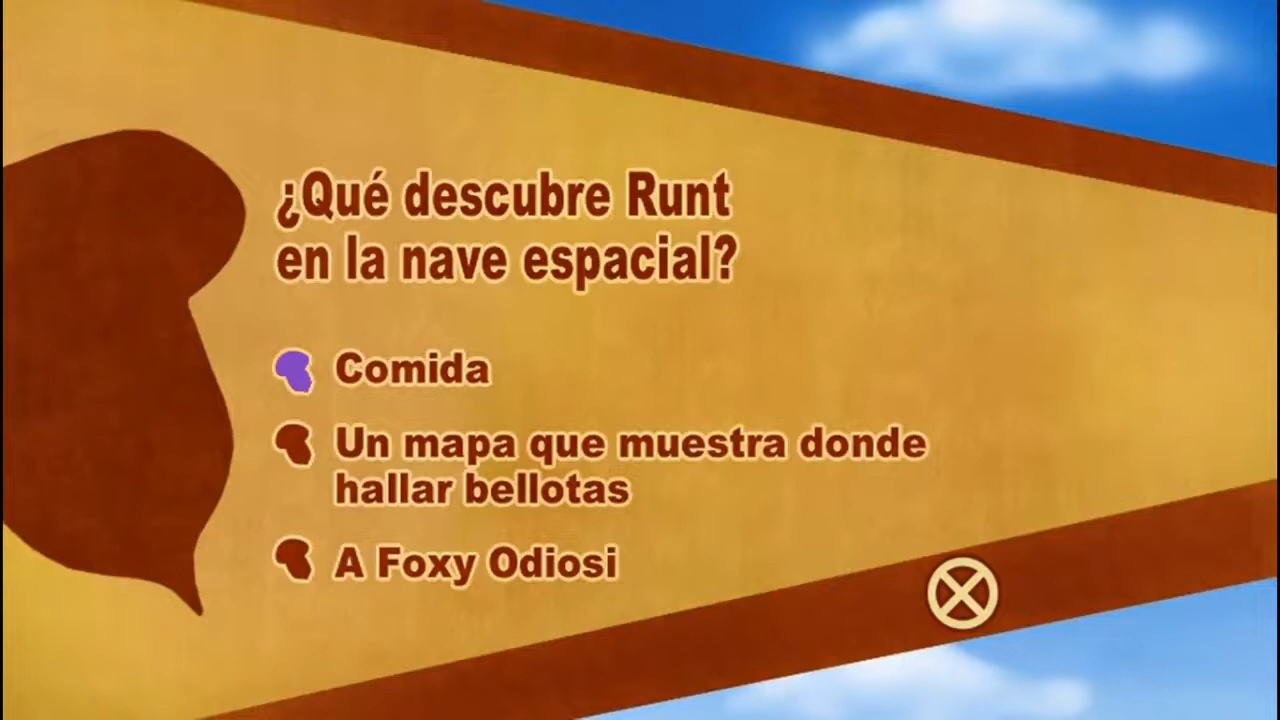 ¿Qué descubre Runt
en la nave espacial?
Comida
Un mapa que muestra donde
hallar bellotas
A Foxy Odiosi